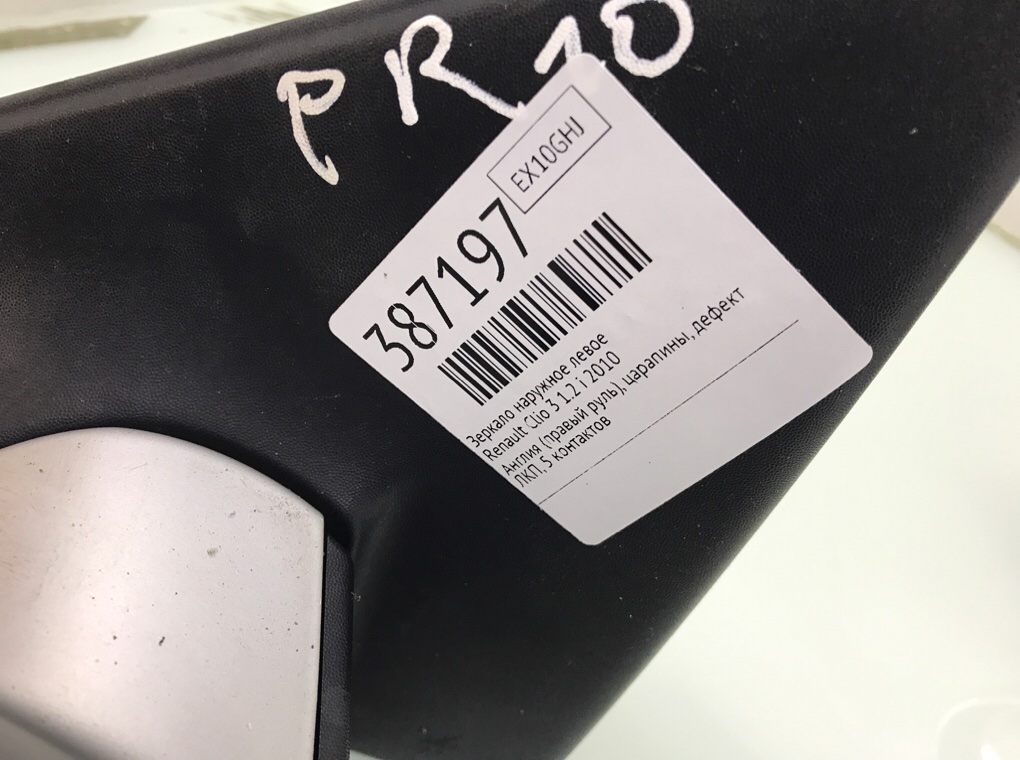 PR10
EX10GHJ
387197
Зеркало наружное левое
Renault Clio 3 1.2 i 2010
Англия (правый руль), царапины, дефект
ЛКП, 5 контактов